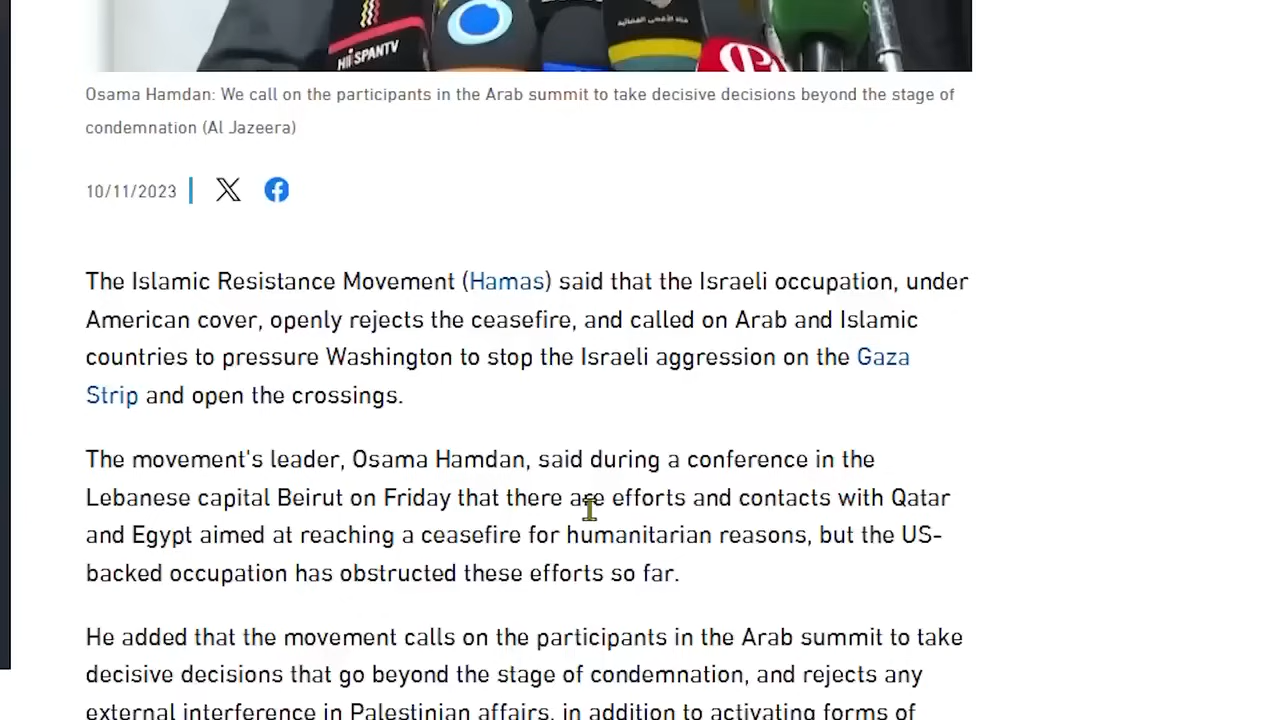 HiSPANTV
Osama Hamdan: We call on the participants in the Arab summit to take decisive decisions beyond the stage of
condemnation (Al Jazeera)
10/11/2023
The Islamic Resistance Movement (Hamas) said that the Israeli occupation, under
American cover, openly rejects the ceasefire, and called on Arab and Islamic
countries to pressure Washington to stop the Israeli aggression on the Gaza
Strip and open the crossings.
The movement's leader, Osama Hamdan, said during a conference in the
Lebanese capital Beirut on Friday that there are efforts and contacts with Qatar
and Egypt aimed at reaching a ceasefire for humanitarian reasons, but the US-
backed occupation has obstructed these efforts so far.
He added that the movement calls on the participants in the Arab summit to take
decisive decisions that go beyond the stage of condemnation, and rejects any
external interference in Palestinian affairs, in addition to activating forms of